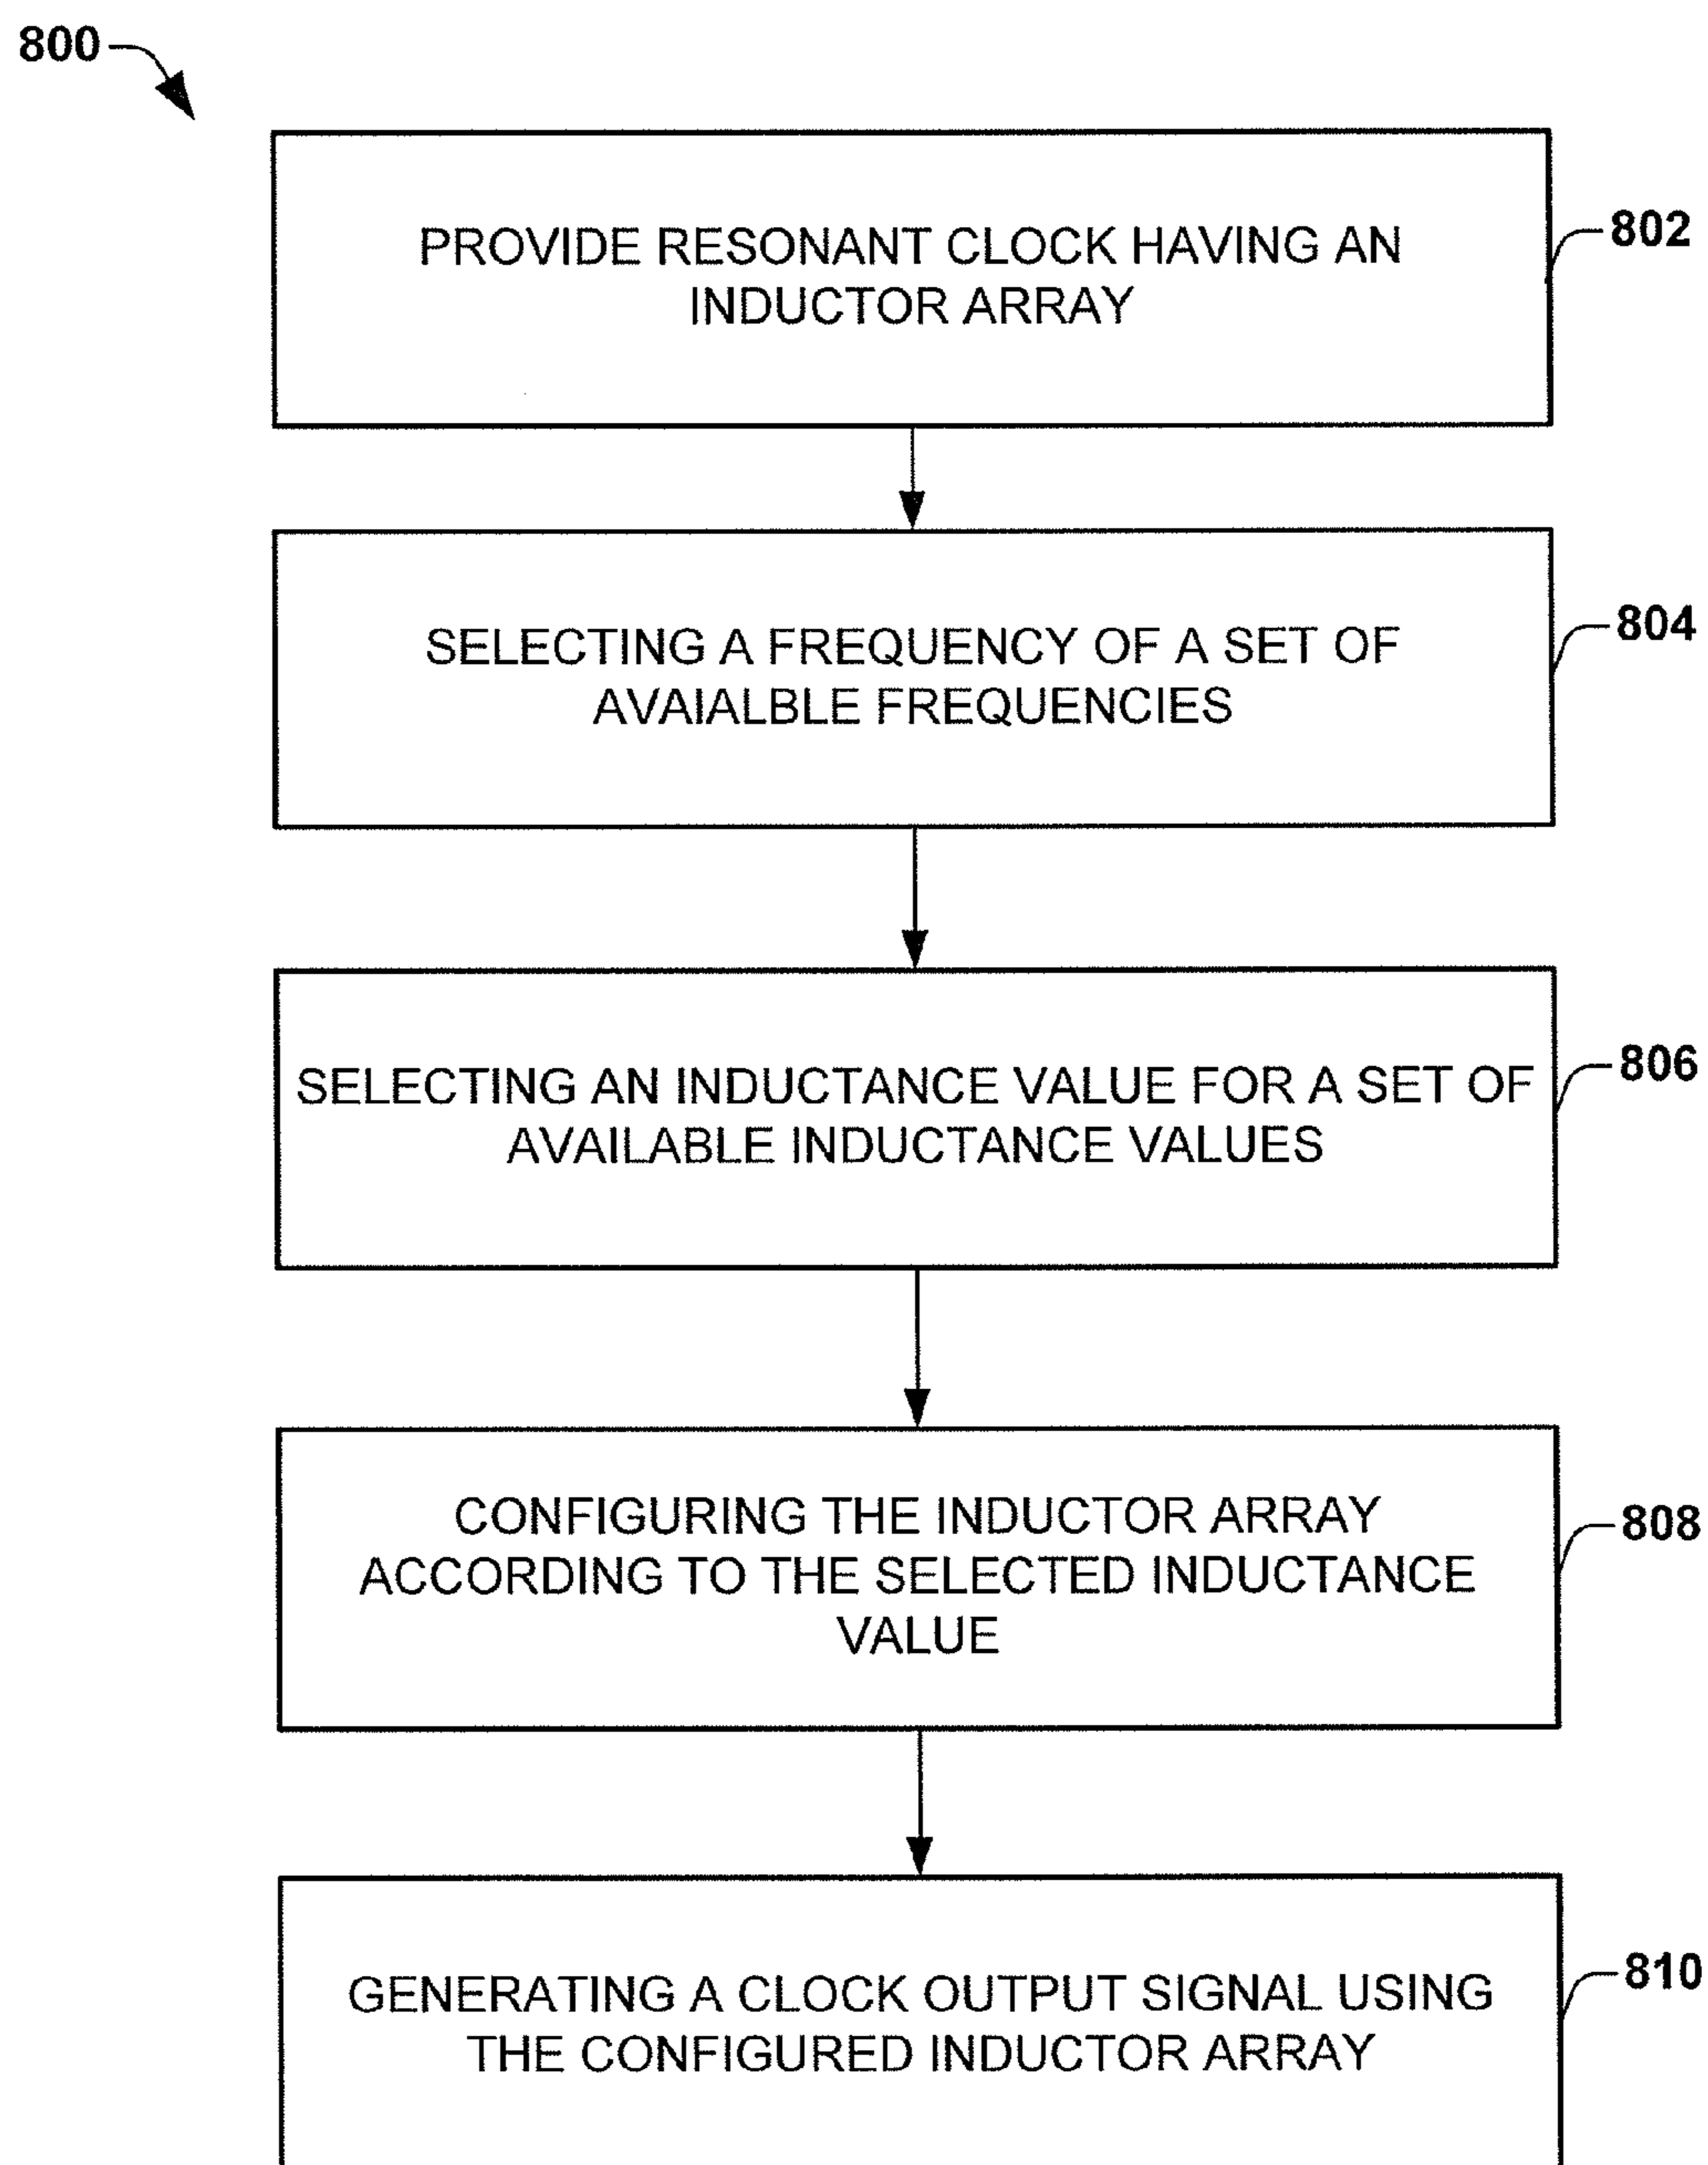 800
PROVIDE RESONANT CLOCK HAVING AN
INDUCTOR ARRAY
802
SELECTING A FREQUENCY OF A SET OF
AVAIALBLE FREQUENCIES
804
SELECTING AN INDUCTANCE VALUE FOR A SET OF
AVAILABLE INDUCTANCE VALUES
806
CONFIGURING THE INDUCTOR ARRAY
ACCORDING TO THE SELECTED INDUCTANCE
VALUE
808
GENERATING A CLOCK OUTPUT SIGNAL USING
THE CONFIGURED INDUCTOR ARRAY
810